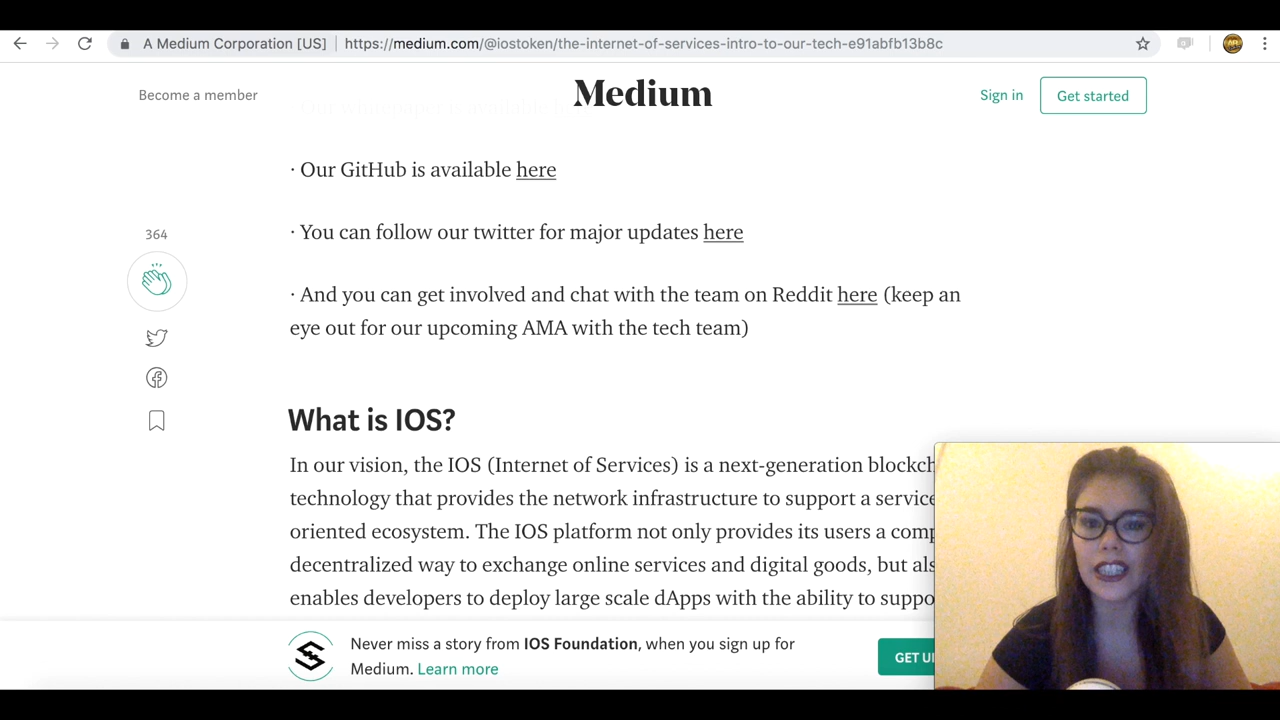 A Medium Corporation [US]
https://medium.com/@iostoken/the-internet-of-services-intro-to-our-tech-e91abfb13b8c
Become a member
Medium
Sign in
Get started
· Our GitHub is available here
· You can follow our twitter for major updates here
· And you can get involved and chat with the team on Reddit here (keep an
eye out for our upcoming AMA with the tech team)
364
What is IOS?
In our vision, the IOS (Internet of Services) is a next-generation blockch
technology that provides the network infrastructure to support a service
oriented ecosystem. The IOS platform not only provides its users a comp
decentralized way to exchange online services and digital goods, but als
enables developers to deploy large scale dApps with the ability to suppo
Never miss a story from IOS Foundation, when you sign up for
Medium. Learn more
GET U